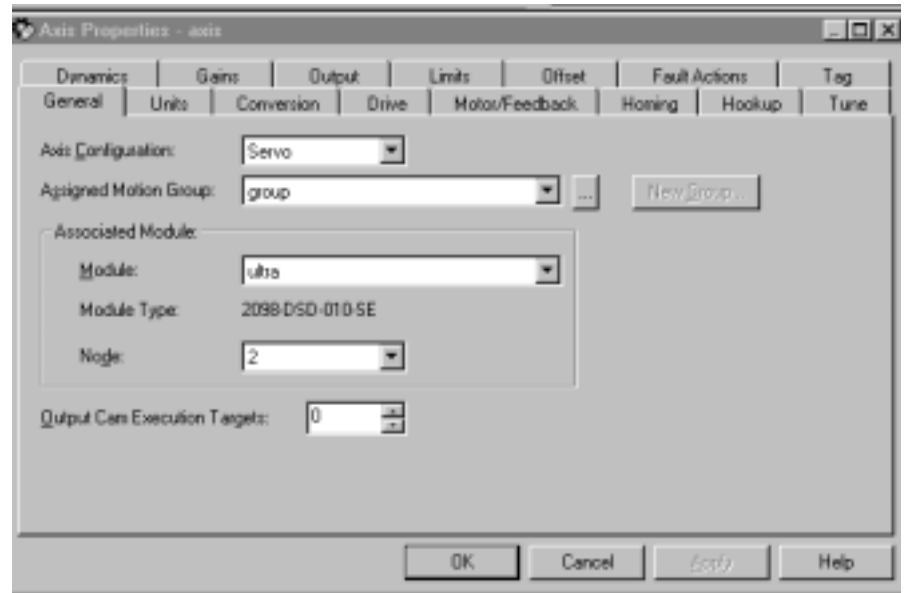 Axis Properties - axis
Dynamics Gains Output Limits Offset Fault Actions Tag
General Units Conversion Drive Motor/Feedback Homing Hookup Tune
Axis Configuration: Servo
Assigned Motion Group: group ... New Group...
Associated Module:
Module: ultra
Module Type: 2098-DSD-010-SE
Node: 2
Output Cam Execution Targets: 0
OK Cancel Apply Help